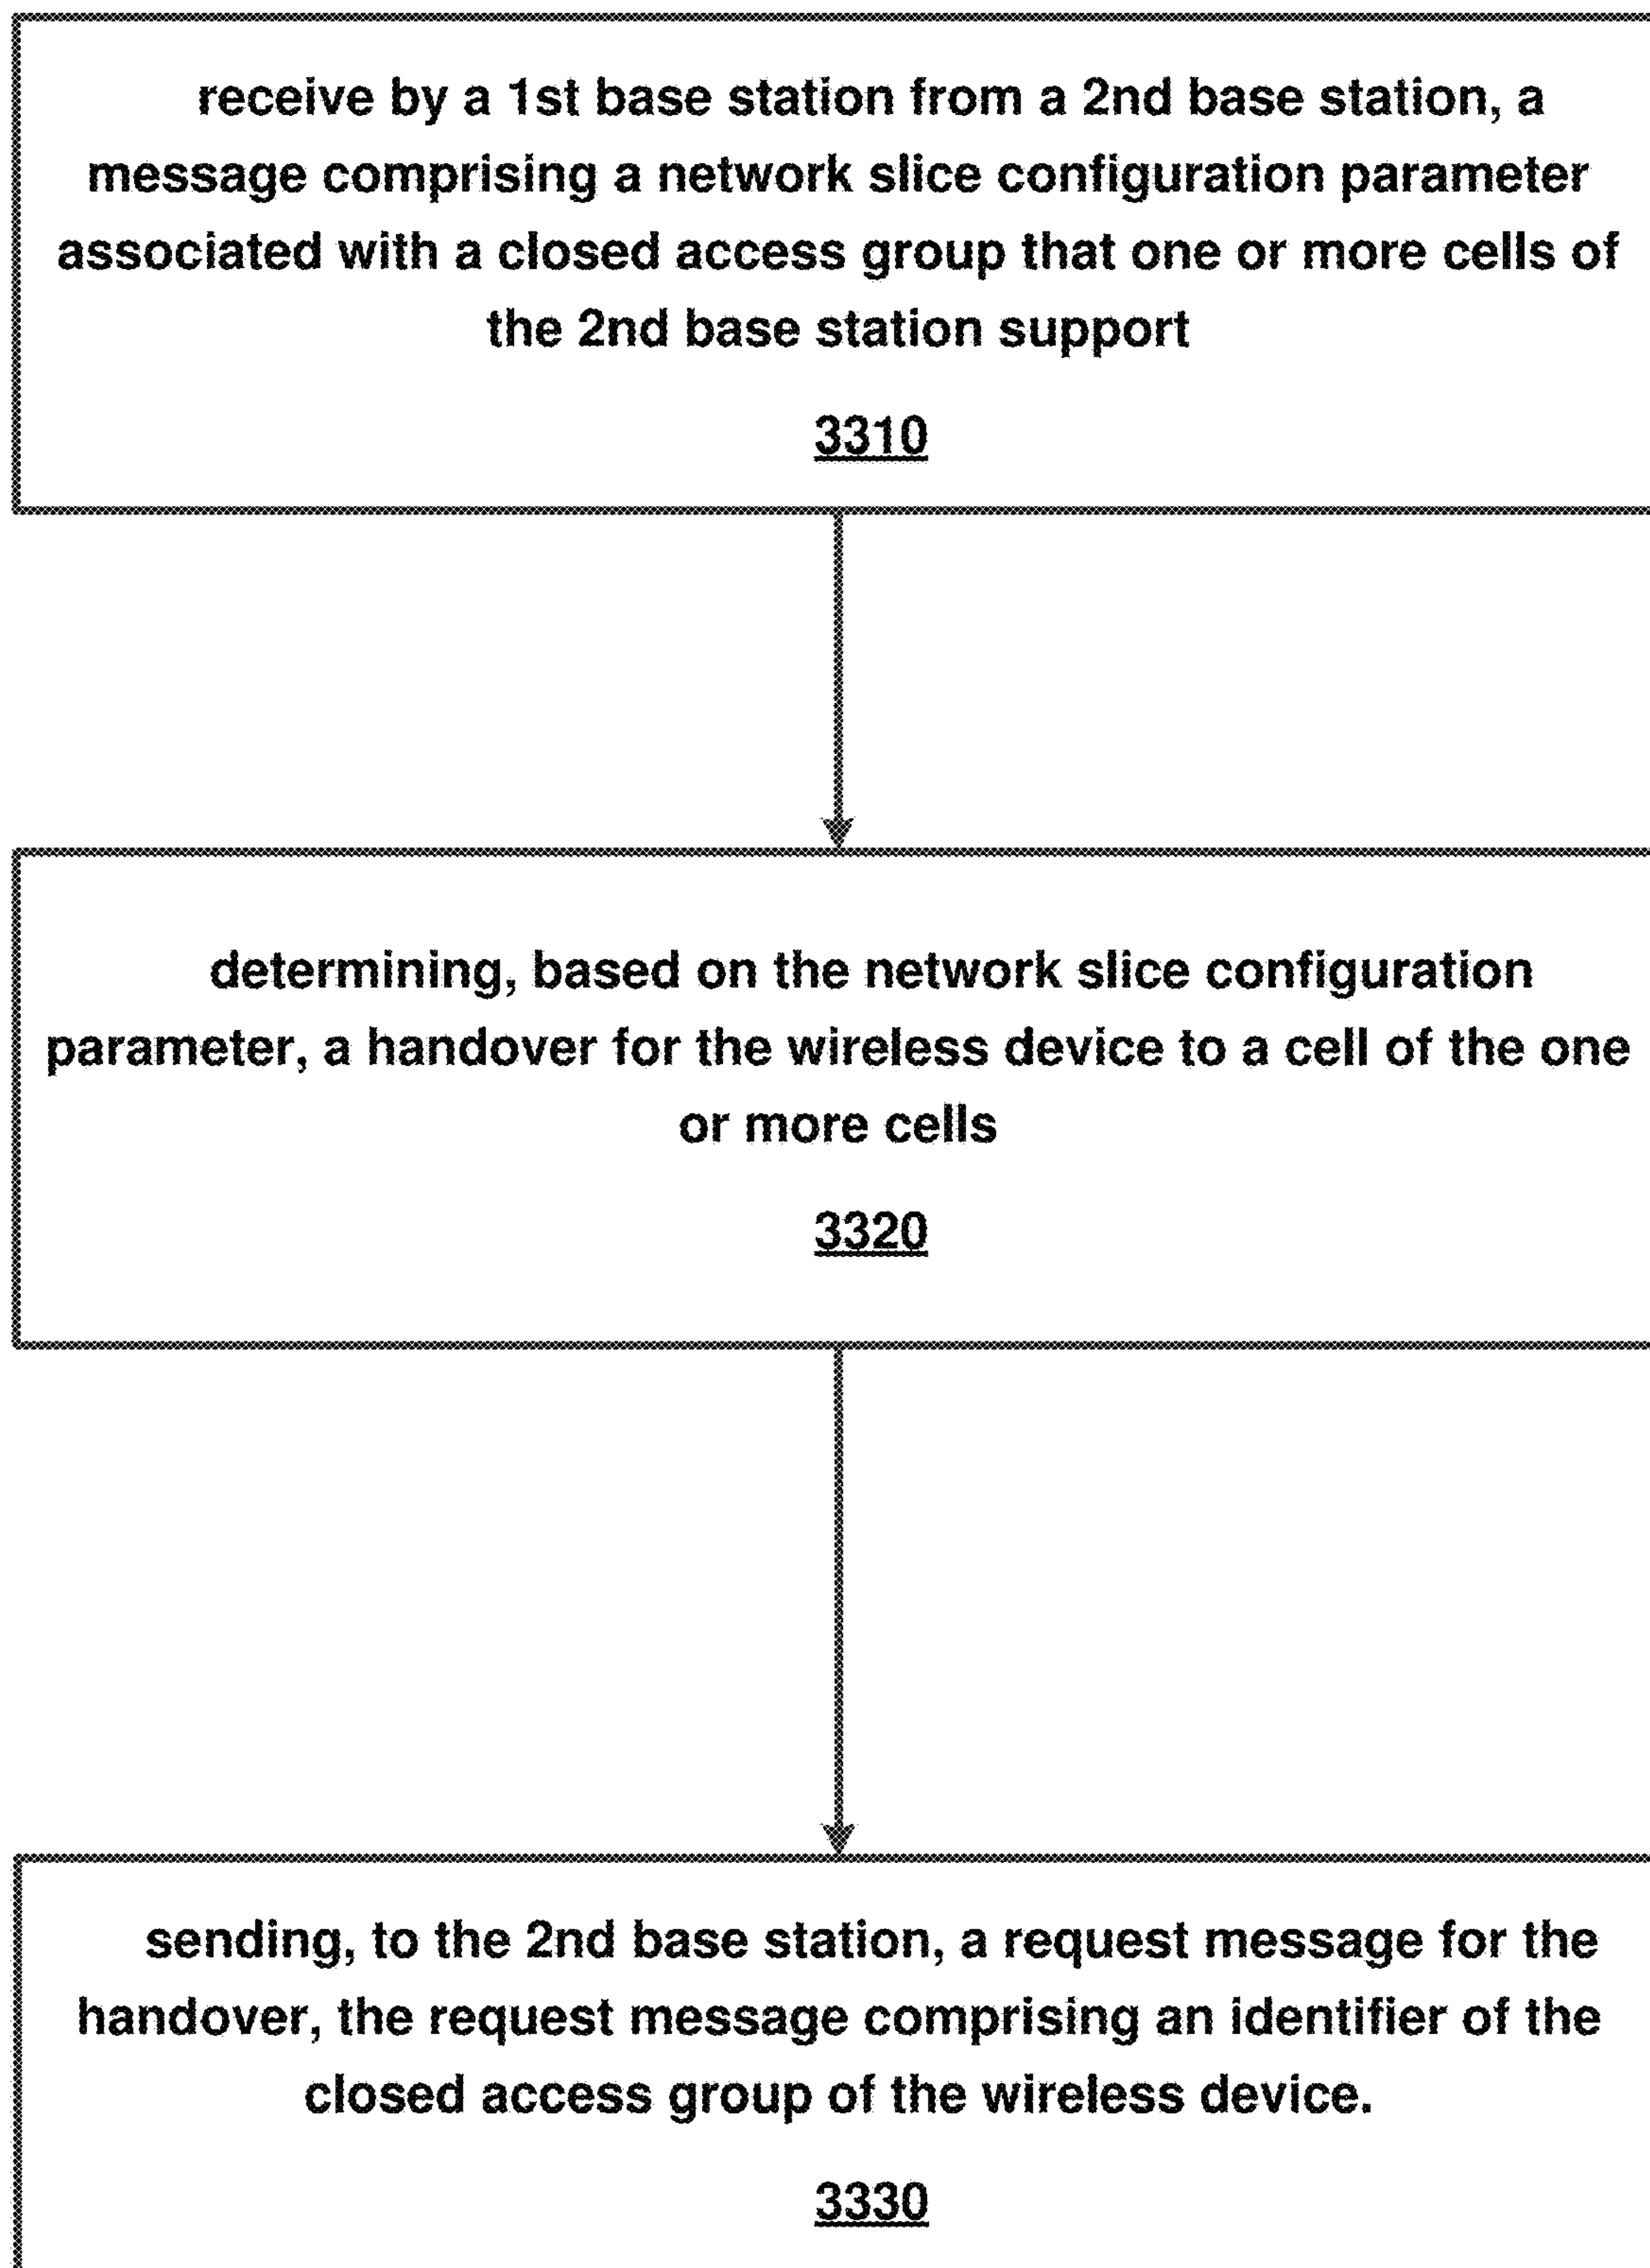 receive by a 1st base station from a 2nd base station, a
message comprising a network slice configuration parameter
associated with a closed access group that one or more cells of
the 2nd base station support
3310
determining, based on the network slice configuration
parameter, a handover for the wireless device to a cell of the one
or more cells
3320
sending, to the 2nd base station, a request message for the
handover, the request message comprising an identifier of the
closed access group of the wireless device.
3330